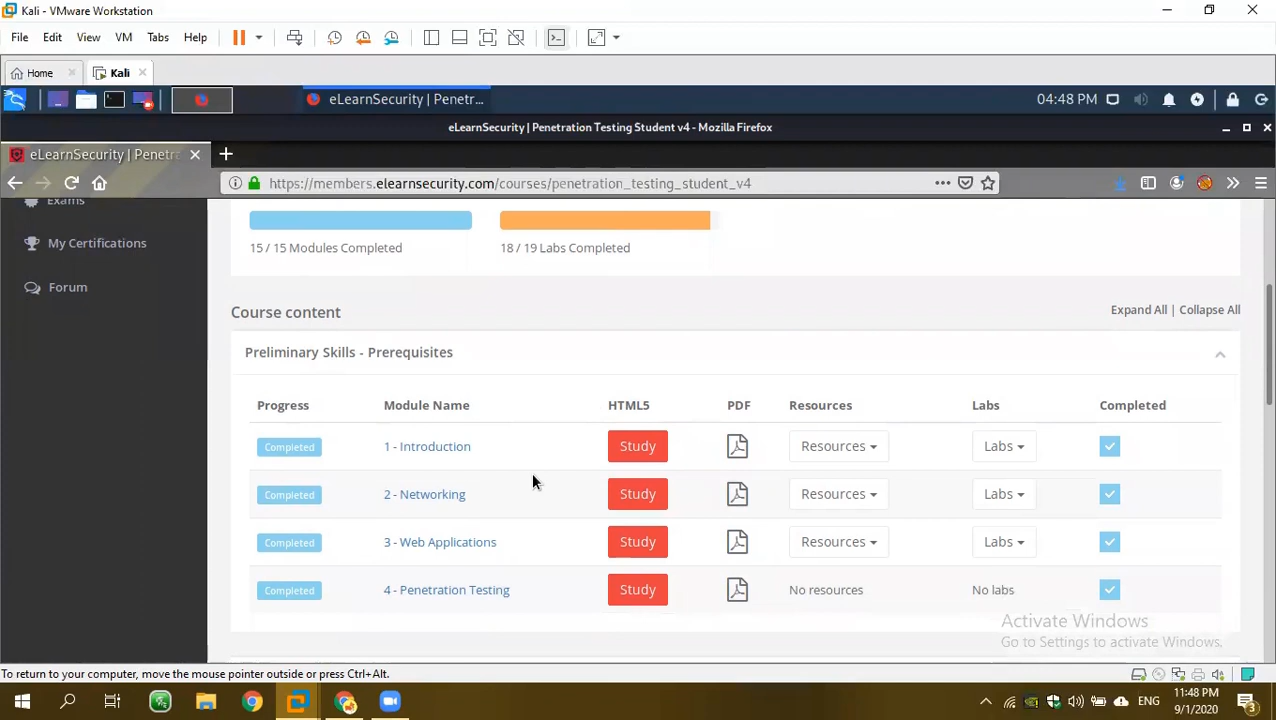 Kali - VMware Workstation
File Edit View VM Tabs Help
Home Kali
eLearnSecurity | Penetr... 04:48 PM
eLearnSecurity | Penetration Testing Student v4 - Mozilla Firefox
eLearnSecurity | Penetra
https://members.elearnsecurity.com/courses/penetration_testing_student_v4
Exams
My Certifications
Forum
15 / 15 Modules Completed 18 / 19 Labs Completed
Course content Expand All | Collapse All
Preliminary Skills - Prerequisites
Progress Module Name HTML5 PDF Resources Labs Completed
Completed 1 - Introduction Study Resources Labs
Completed 2 - Networking Study Resources Labs
Completed 3 - Web Applications Study Resources Labs
Completed 4 - Penetration Testing Study No resources No labs
Activate Windows
Go to Settings to activate Windows.
To return to your computer, move the mouse pointer outside or press Ctrl+Alt.
ENG 11:48 PM
9/1/2020
3